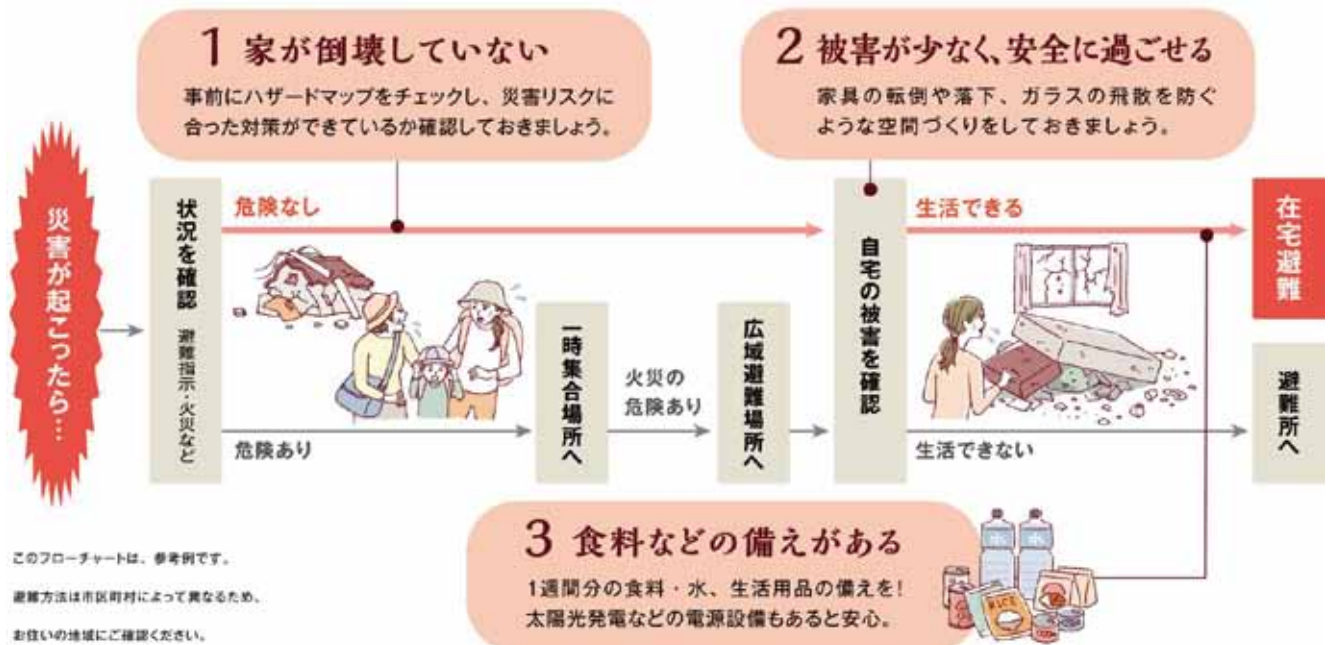 1 家が倒壊していない
事前にハザードマップをチェックし、災害リスクに
合った対策ができているか確認しておきましょう。
2 被害が少なく、安全に過ごせる
家具の転倒や落下、ガラスの飛散を防ぐ
ような空間づくりをしておきましょう。
災害が起こったら…
状況を確認 避難指示・火災など
危険なし
危険あり
一時集合場所へ
火災の
危険あり
広域避難場所へ
自宅の被害を確認
生活できる
生活できない
在宅避難
避難所へ
3 食料などの備えがある
1週間分の食料・水、生活用品の備えを!
太陽光発電などの電源設備もあると安心。
水
水
RICE
このフローチャートは、参考例です。
避難方法は市区町村によって異なるため、
お住いの地域にご確認ください。